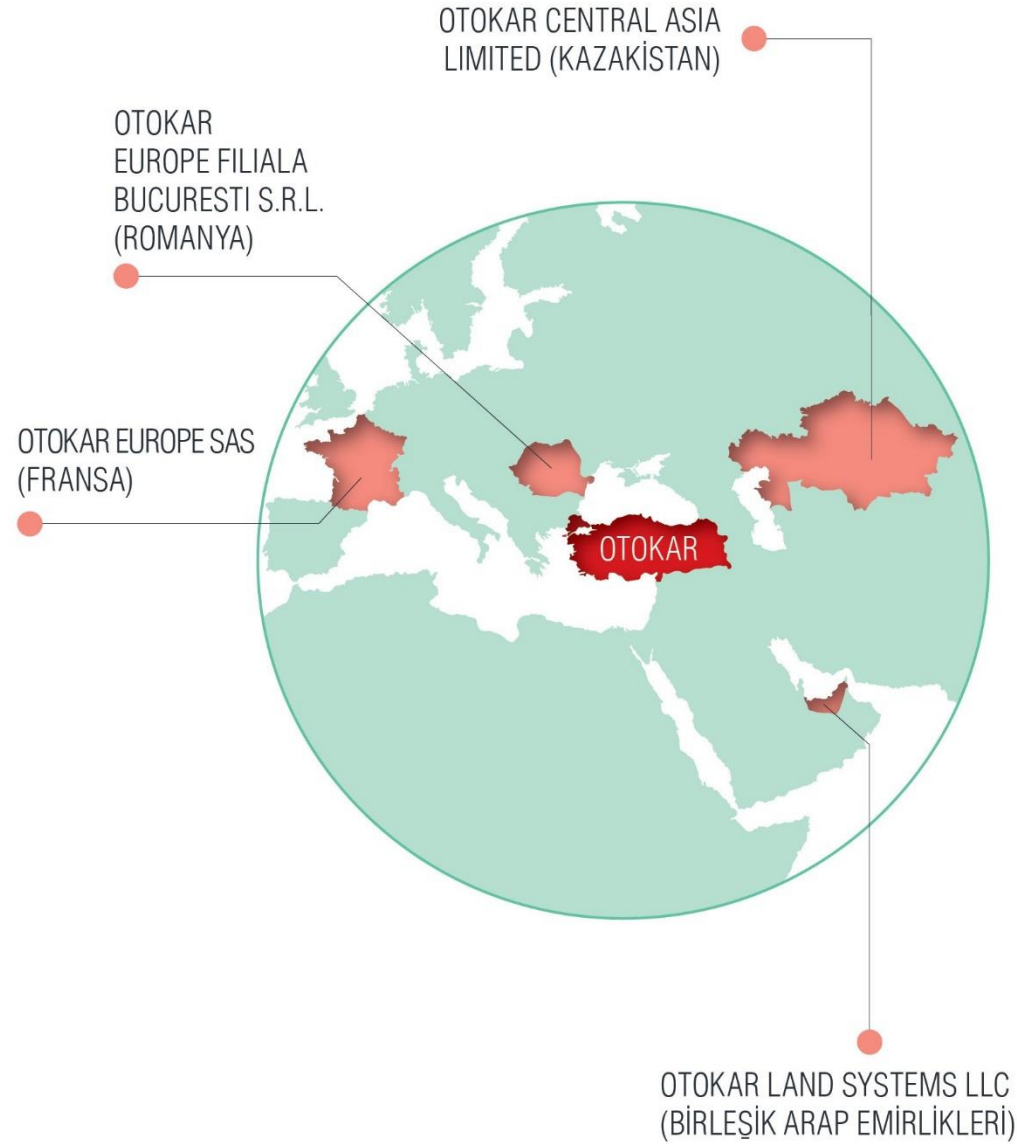 OTOKAR CENTRAL ASIA
LIMITED (KAZAKİSTAN)
OTOKAR
EUROPE FILIALA
BUCURESTI S.R.L.
(ROMANYA)
OTOKAR EUROPE SAS
(FRANSA)
OTOKAR
OTOKAR LAND SYSTEMS LLC
(BİRLEŞİK ARAP EMİRLİKLERİ)